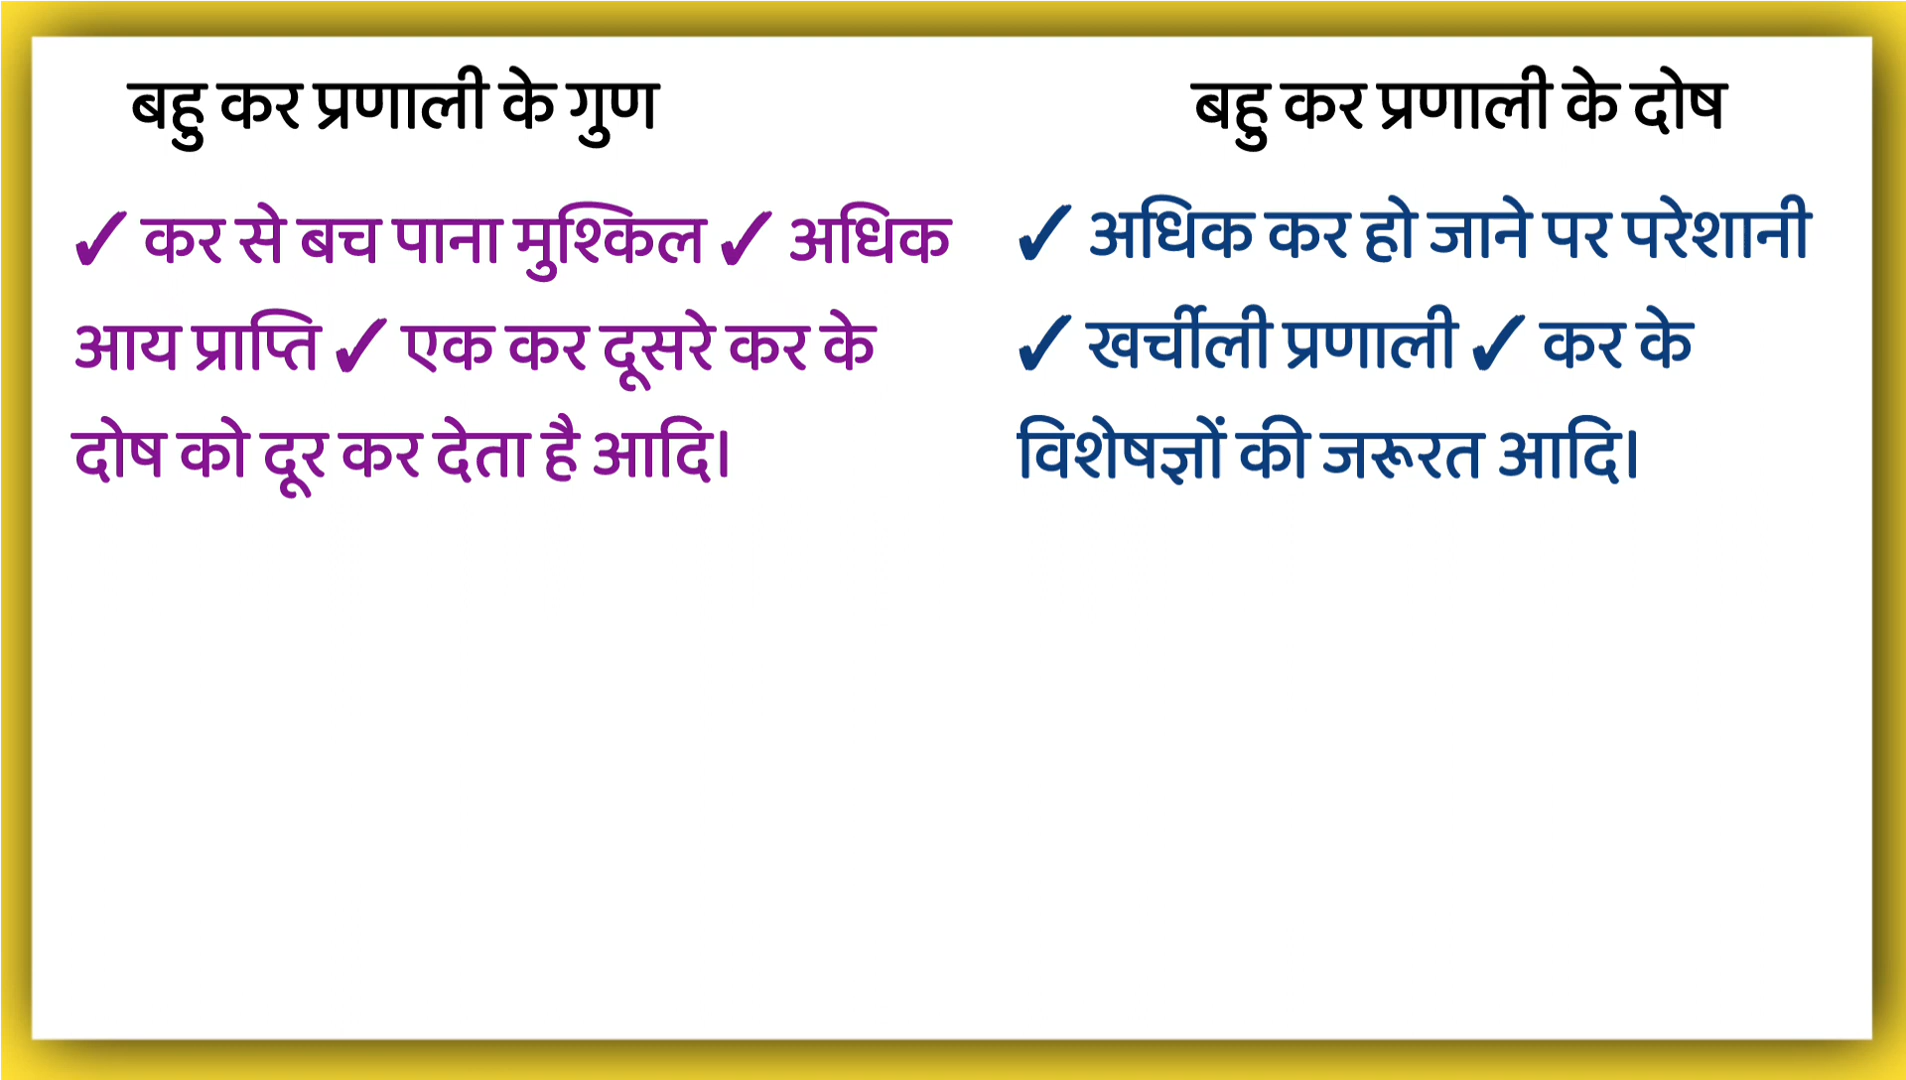 बहु कर प्रणाली के गुण
✓ कर से बच पाना मुश्किल ✓ अधिक
आय प्राप्ति ✓ एक कर दूसरे कर के
दोष को दूर कर देता है आदि।
बहु कर प्रणाली के दोष
✓ अधिक कर हो जाने पर परेशानी
✓ खर्चीली प्रणाली ✓ कर के
विशेषज्ञों की जरूरत आदि।